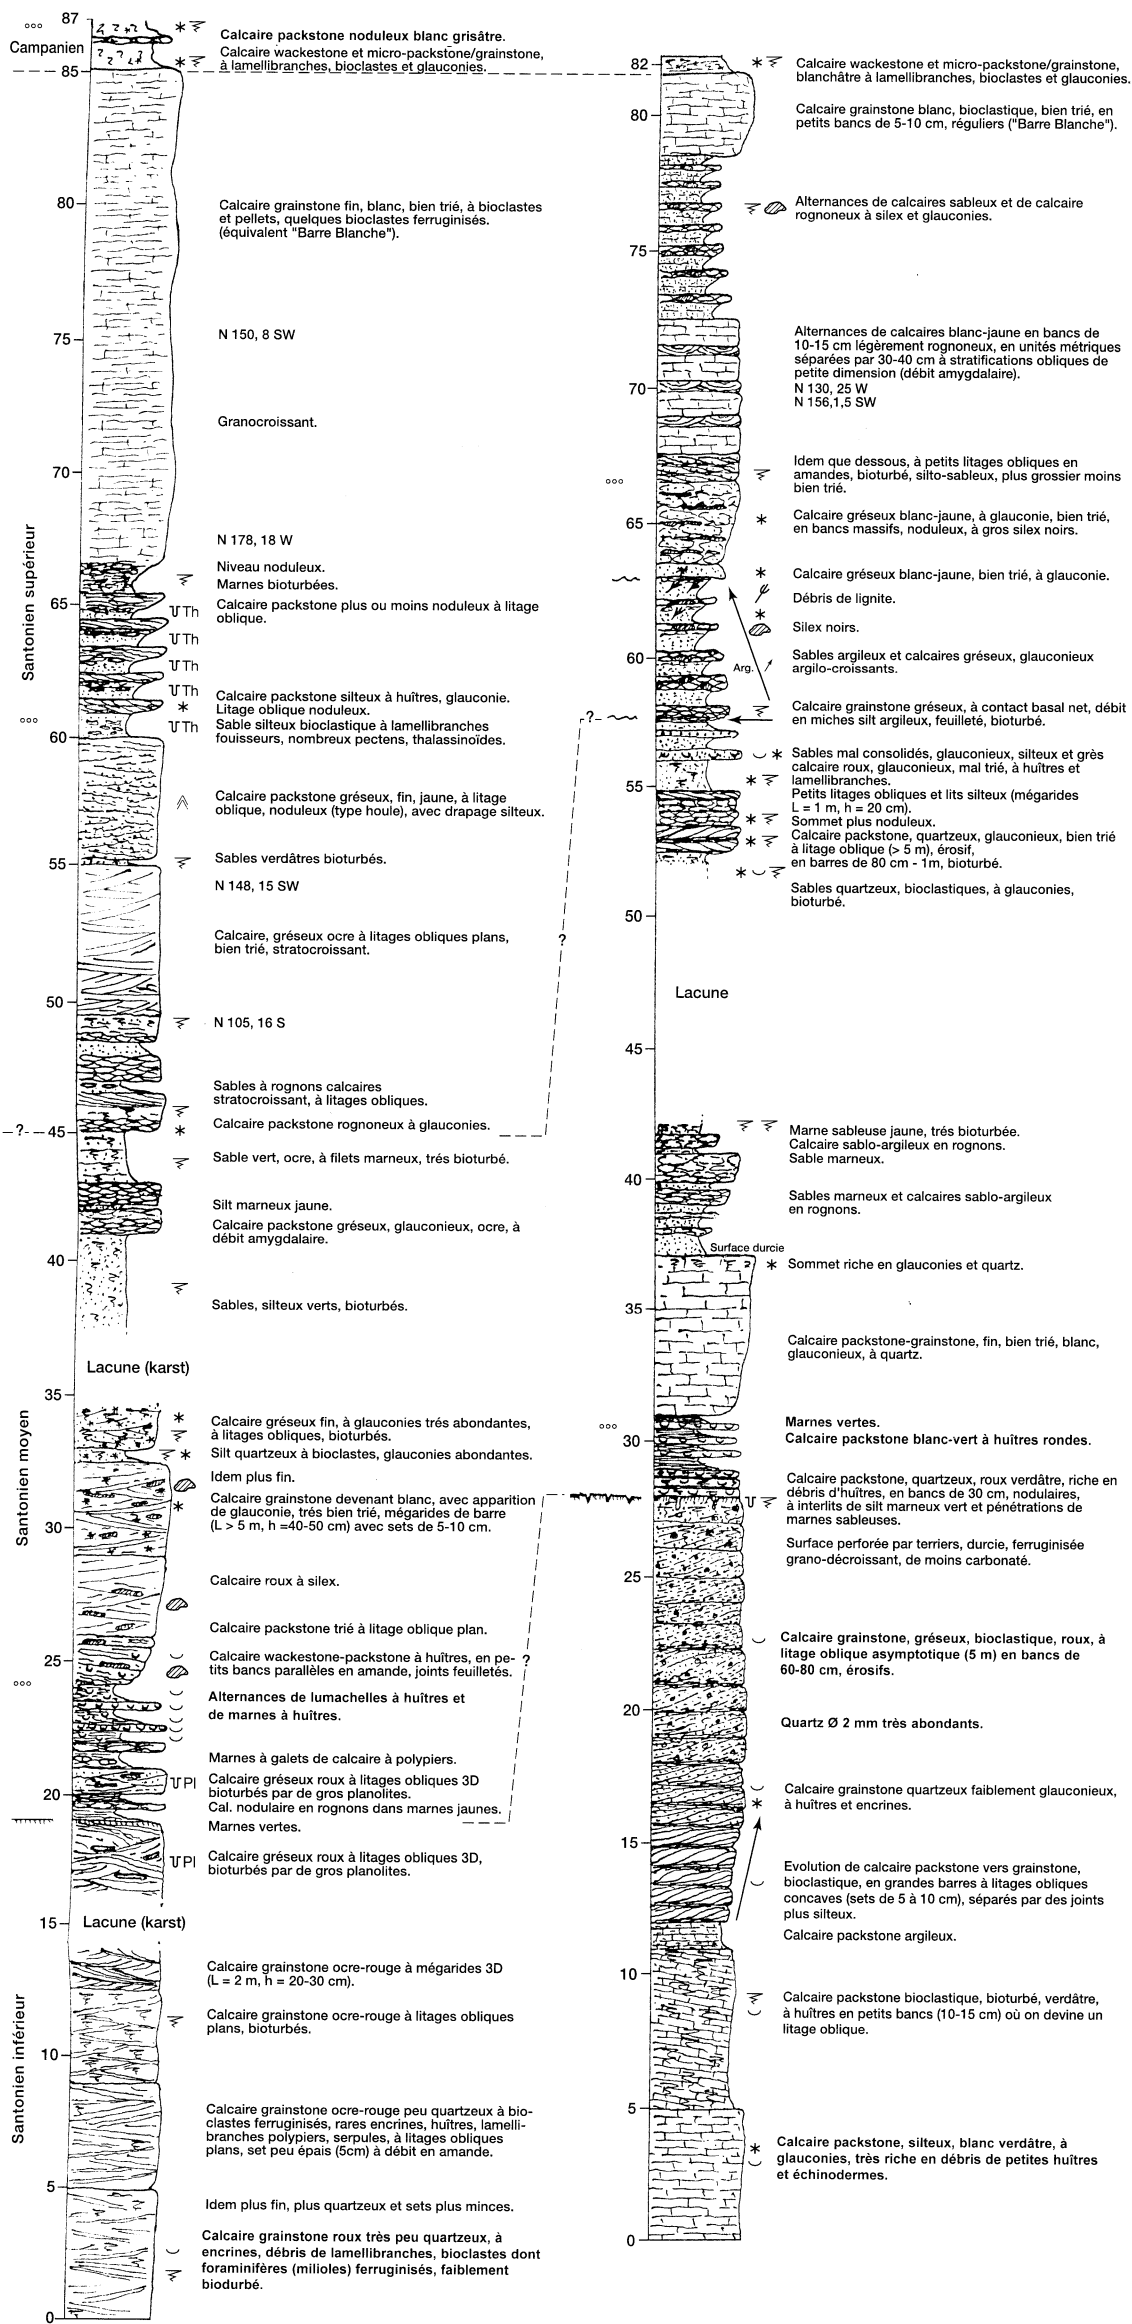 87
Campanien
85
80
75
70
65
60
55
50
45
40
35
30
25
20
15
10
5
0
Santonien supérieur
Santonien moyen
Santonien inférieur
Calcaire packstone noduleux blanc grisâtre.
Calcaire wackestone et micro-packstone/grainstone,
à lamellibranches, bioclastes et glauconies.
Calcaire grainstone fin, blanc, bien trié, à bioclastes
et pellets, quelques bioclastes ferruginisés.
(équivalent "Barre Blanche").
N 150, 8 SW
Granocroissant.
N 178, 18 W
Niveau noduleux.
Marnes bioturbées.
Th
Calcaire packstone plus ou moins noduleux à litage
oblique.
Th
Th
Th
Calcaire packstone silteux à huîtres, glauconie.
Litage oblique noduleux.
Th
Sable silteux bioclastique à lamellibranches
fouisseurs, nombreux pectens, thalassinoïdes.
Calcaire packstone gréseux, fin, jaune, à litage
oblique, noduleux (type houle), avec drapage silteux.
Sables verdâtres bioturbés.
N 148, 15 SW
Calcaire, gréseux ocre à litages obliques plans,
bien trié, stratocroissant.
N 105, 16 S
Sables à rognons calcaires
stratocroissant, à litages obliques.
?
Calcaire packstone rognoneux à glauconies.
Sable vert, ocre, à filets marneux, trés bioturbé.
Silt marneux jaune.
Calcaire packstone gréseux, glauconieux, ocre, à
débit amygdalaire.
Sables, silteux verts, bioturbés.
Lacune (karst)
Calcaire gréseux fin, à glauconies trés abondantes,
à litages obliques, bioturbés.
Silt quartzeux à bioclastes, glauconies abondantes.
Idem plus fin.
Calcaire grainstone devenant blanc, avec apparition
de glauconie, trés bien trié, mégarides de barre
(L > 5 m, h =40-50 cm) avec sets de 5-10 cm.
Calcaire roux à silex.
Calcaire packstone trié à litage oblique plan.
Calcaire wackestone-packstone à huîtres, en pe-
tits bancs parallèles en amande, joints feuilletés.
Alternances de lumachelles à huîtres et
de marnes à huîtres.
Marnes à galets de calcaire à polypiers.
Pl
Calcaire gréseux roux à litages obliques 3D
bioturbés par de gros planolites.
Cal. nodulaire en rognons dans marnes jaunes.
Marnes vertes.
Pl
Calcaire gréseux roux à litages obliques 3D,
bioturbés par de gros planolites.
Lacune (karst)
Calcaire grainstone ocre-rouge à mégarides 3D
(L = 2 m, h = 20-30 cm).
Calcaire grainstone ocre-rouge à litages obliques
plans, bioturbés.
Calcaire grainstone ocre-rouge peu quartzeux à bio-
clastes ferruginisés, rares encrines, huîtres, lamelli-
branches polypiers, serpules, à litages obliques
plans, set peu épais (5cm) à débit en amande.
Idem plus fin, plus quartzeux et sets plus minces.
Calcaire grainstone roux très peu quartzeux, à
encrines, débris de lamellibranches, bioclastes dont
foraminifères (milioles) ferruginisés, faiblement
biodurbé.
?
?
?
82
80
75
70
65
60
55
50
45
40
35
30
25
20
15
10
5
0
Calcaire wackestone et micro-packstone/grainstone,
blanchâtre à lamellibranches, bioclastes et glauconies.
Calcaire grainstone blanc, bioclastique, bien trié, en
petits bancs de 5-10 cm, réguliers ("Barre Blanche").
Alternances de calcaires sableux et de calcaire
rognoneux à silex et glauconies.
Alternances de calcaires blanc-jaune en bancs de
10-15 cm légèrement rognoneux, en unités métriques
séparées par 30-40 cm à stratifications obliques de
petite dimension (débit amygdalaire).
N 130, 25 W
N 156,1,5 SW
Idem que dessous, à petits litages obliques en
amandes, bioturbé, silto-sableux, plus grossier moins
bien trié.
Calcaire gréseux blanc-jaune, à glauconie, bien trié,
en bancs massifs, noduleux, à gros silex noirs.
Calcaire gréseux blanc-jaune, bien trié, à glauconie.
Débris de lignite.
Silex noirs.
Arg.
Sables argileux et calcaires gréseux, glauconieux
argilo-croissants.
Calcaire grainstone gréseux, à contact basal net, débit
en miches silt argileux, feuilleté, bioturbé.
Sables mal consolidés, glauconieux, silteux et grès
calcaire roux, glauconieux, mal trié, à huîtres et
lamellibranches.
Petits litages obliques et lits silteux (mégarides
L = 1 m, h = 20 cm).
Sommet plus noduleux.
Calcaire packstone, quartzeux, glauconieux, bien trié
à litage oblique (> 5 m), érosif,
en barres de 80 cm - 1m, bioturbé.
Sables quartzeux, bioclastiques, à glauconies,
bioturbé.
Lacune
Marne sableuse jaune, trés bioturbée.
Calcaire sablo-argileux en rognons.
Sable marneux.
Sables marneux et calcaires sablo-argileux
en rognons.
Surface durcie
Sommet riche en glauconies et quartz.
Calcaire packstone-grainstone, fin, bien trié, blanc,
glauconieux, à quartz.
Marnes vertes.
Calcaire packstone blanc-vert à huîtres rondes.
Calcaire packstone, quartzeux, roux verdâtre, riche en
débris d'huîtres, en bancs de 30 cm, nodulaires,
à interlits de silt marneux vert et pénétrations de
marnes sableuses.
Surface perforée par terriers, durcie, ferruginisée
grano-décroissant, de moins carbonaté.
Calcaire grainstone, gréseux, bioclastique, roux, à
litage oblique asymptotique (5 m) en bancs de
60-80 cm, érosifs.
Quartz Ø 2 mm très abondants.
Calcaire grainstone quartzeux faiblement glauconieux,
à huîtres et encrines.
Evolution de calcaire packstone vers grainstone,
bioclastique, en grandes barres à litages obliques
concaves (sets de 5 à 10 cm), séparés par des joints
plus silteux.
Calcaire packstone argileux.
Calcaire packstone bioclastique, bioturbé, verdâtre,
à huîtres en petits bancs (10-15 cm) où on devine un
litage oblique.
Calcaire packstone, silteux, blanc verdâtre, à
glauconies, très riche en débris de petites huîtres
et échinodermes.